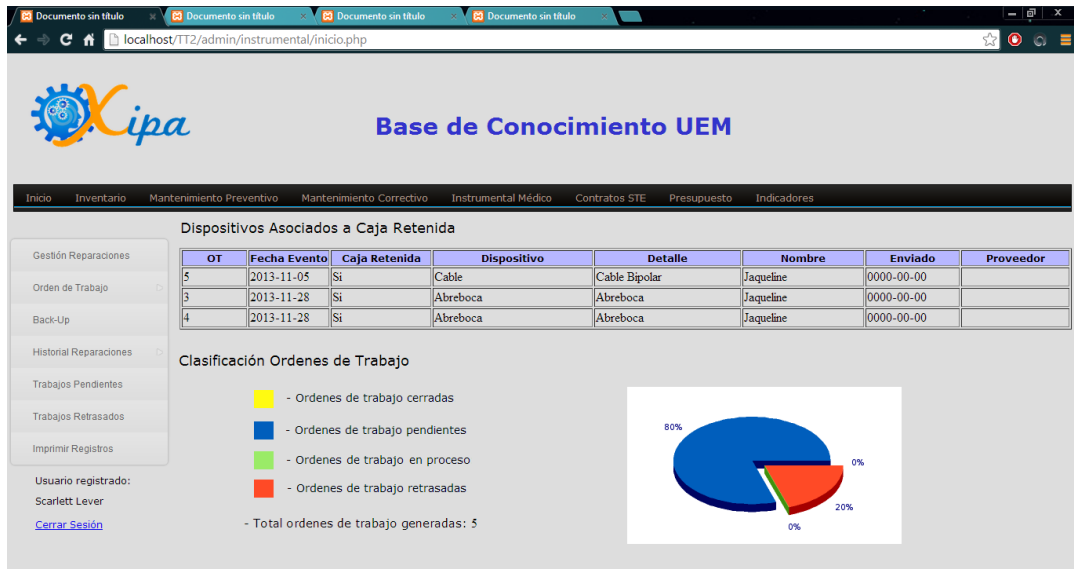 Documento sin título
Documento sin título
Documento sin título
Documento sin título
localhost/TT2/admin/instrumental/inicio.php
Xipa
Base de Conocimiento UEM
Inicio Inventario Mantenimiento Preventivo Mantenimiento Correctivo Instrumental Médico Contratos STE Presupuesto Indicadores
Gestión Reparaciones
Orden de Trabajo
Back-Up
Historial Reparaciones
Trabajos Pendientes
Trabajos Retrasados
Imprimir Registros
Usuario registrado:
Scarlett Lever
Cerrar Sesión
Dispositivos Asociados a Caja Retenida
OT Fecha Evento Caja Retenida Dispositivo Detalle Nombre Enviado Proveedor
5 2013-11-05 Si Cable Cable Bipolar Jaqueline 0000-00-00
3 2013-11-28 Si Abreboca Abreboca Jaqueline 0000-00-00
4 2013-11-28 Si Abreboca Abreboca Jaqueline 0000-00-00
Clasificación Ordenes de Trabajo
- Ordenes de trabajo cerradas
- Ordenes de trabajo pendientes
- Ordenes de trabajo en proceso
- Ordenes de trabajo retrasadas
- Total ordenes de trabajo generadas: 5
80%
0%
20%
0%